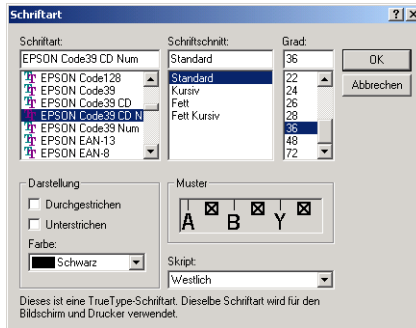 Schriftart
Schriftart:
EPSON Code39 CD Num
EPSON Code128
EPSON Code39
EPSON Code39 CD
EPSON Code39 CD N
EPSON Code39 Num
EPSON EAN-13
EPSON EAN-8
Schriftschnitt:
Standard
Standard
Kursiv
Fett
Fett Kursiv
Grad:
36
22
24
26
28
36
48
72
OK
Abbrechen
Darstellung
Durchgestrichen
Unterstrichen
Farbe:
Schwarz
Muster
A B Y
Skript:
Westlich
Dieses ist eine TrueType-Schriftart. Dieselbe Schriftart wird für den
Bildschirm und Drucker verwendet.